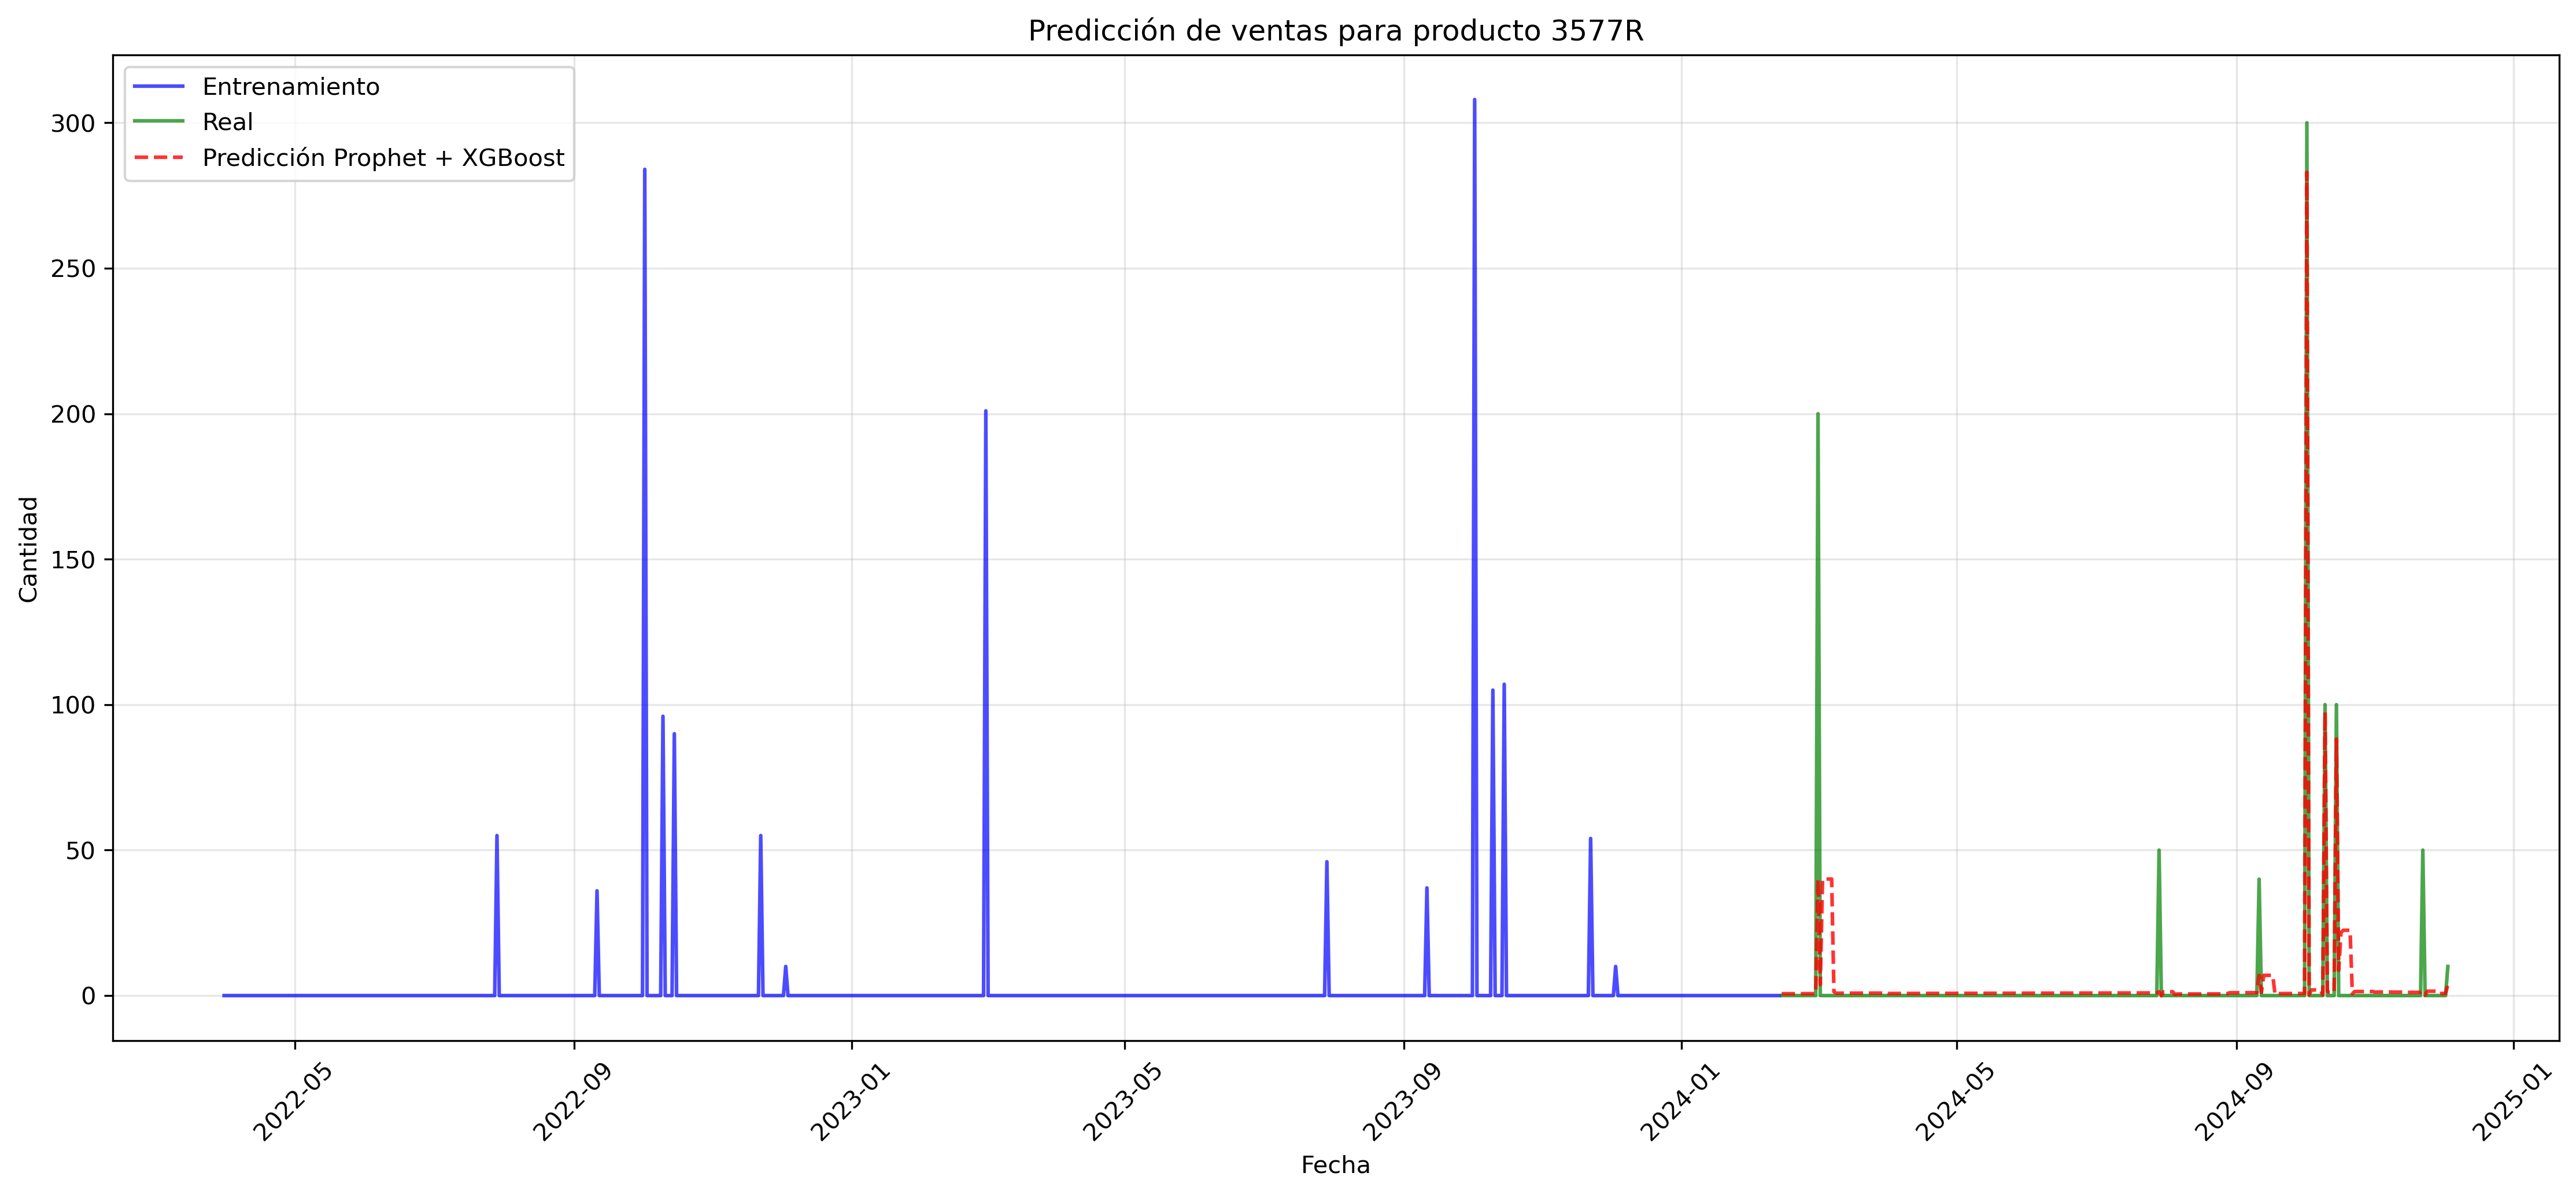 Predicción de ventas para producto 3577R
Entrenamiento
Real
Predicción Prophet + XGBoost
Cantidad
300
250
200
150
100
50
0
2022-05
2022-09
2023-01
2023-05
2023-09
2024-01
2024-05
2024-09
2025-01
Fecha